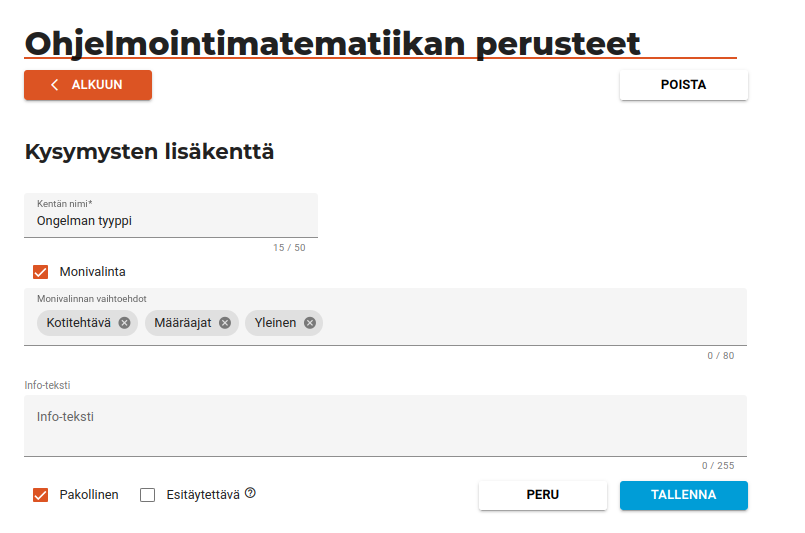 Ohjelmointimatematiikan perusteet
ALKUUN
POISTA
Kysymysten lisäkenttä
Kentän nimi*
Ongelman tyyppi
15 / 50
Monivalinta
Monivalinnan vaihtoehdot
Kotitehtävä Määräajat Yleinen
0 / 80
Info-teksti
Info-teksti
0 / 255
Pakollinen Esitäytettävä
PERU
TALLENNA